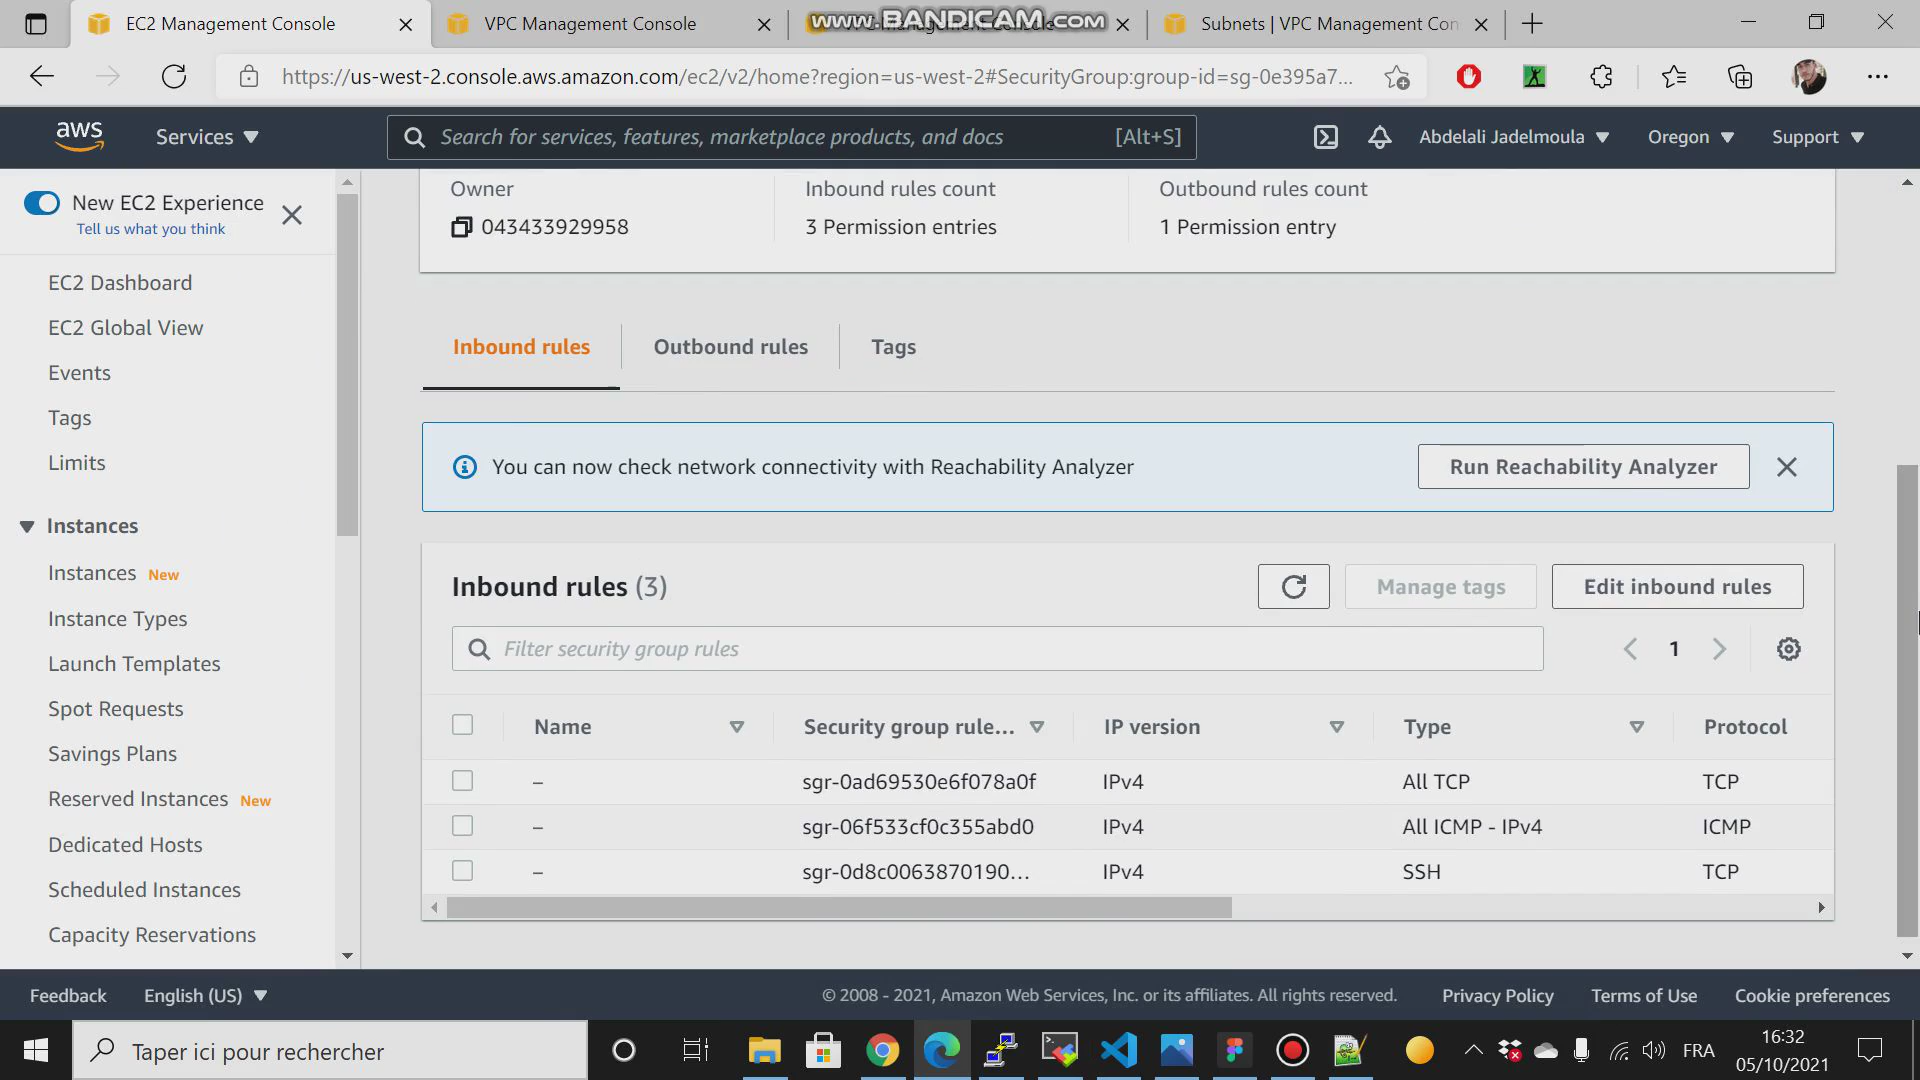 EC2 Management Console
VPC Management Console
www.BANDICAM.com
Subnets | VPC Management Con
https://us-west-2.console.aws.amazon.com/ec2/v2/home?region=us-west-2#SecurityGroup:group-id=sg-0e395a7...
aws
Services
Search for services, features, marketplace products, and docs
[Alt+S]
Abdelali Jadelmoula
Oregon
Support
New EC2 Experience
Tell us what you think
EC2 Dashboard
EC2 Global View
Events
Tags
Limits
Instances
Instances New
Instance Types
Launch Templates
Spot Requests
Savings Plans
Reserved Instances New
Dedicated Hosts
Scheduled Instances
Capacity Reservations
Owner
043433929958
Inbound rules count
3 Permission entries
Outbound rules count
1 Permission entry
Inbound rules
Outbound rules
Tags
You can now check network connectivity with Reachability Analyzer
Run Reachability Analyzer
Inbound rules (3)
Manage tags
Edit inbound rules
Filter security group rules
1
Name
Security group rule...
IP version
Type
Protocol
– sgr-0ad69530e6f078a0f IPv4 All TCP TCP
– sgr-06f533cf0c355abd0 IPv4 All ICMP - IPv4 ICMP
– sgr-0d8c0063870190... IPv4 SSH TCP
Feedback
English (US)
© 2008 - 2021, Amazon Web Services, Inc. or its affiliates. All rights reserved.
Privacy Policy
Terms of Use
Cookie preferences
Taper ici pour rechercher
FRA
16:32
05/10/2021